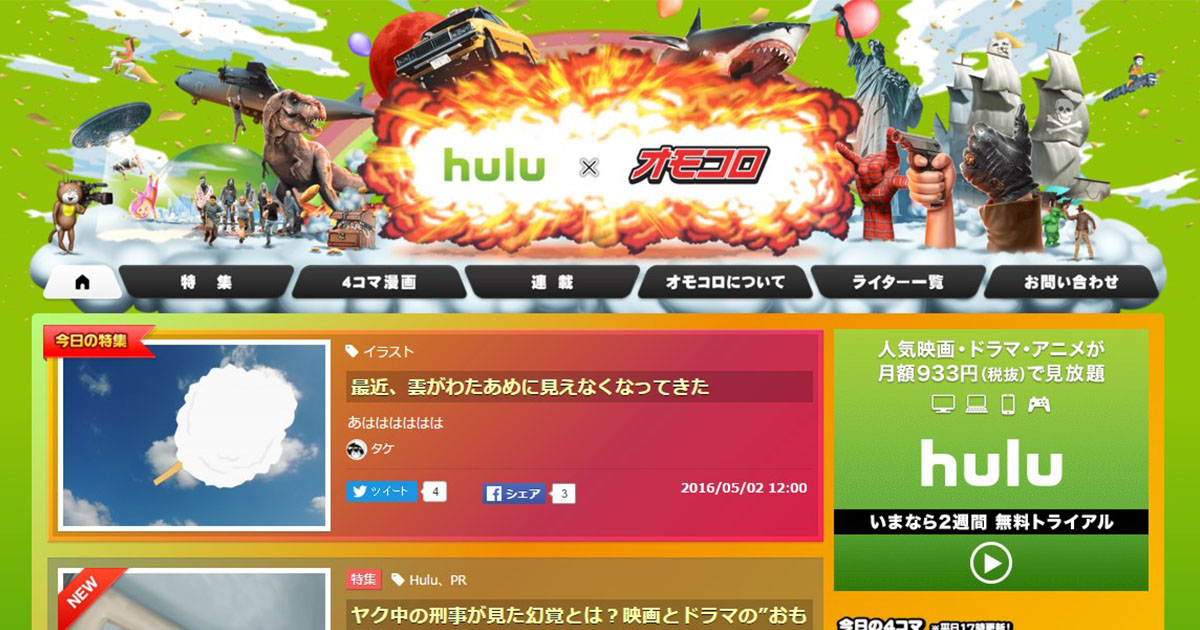 hulu × オモコロ
特 集
4コマ漫画
連 載
オモコロについて
ライター一覧
お問い合わせ
今日の特集
イラスト
最近、雲がわたあめに見えなくなってきた
あはははははは
タケ
ツイート 4
シェア 3
2016/05/02 12:00
NEW
特集 Hulu、PR
ヤク中の刑事が見た幻覚とは？映画とドラマの”おも
人気映画・ドラマ・アニメが
月額933円(税抜)で見放題
hulu
いまなら2週間 無料トライアル
今日の4コマ ※平日17時更新!